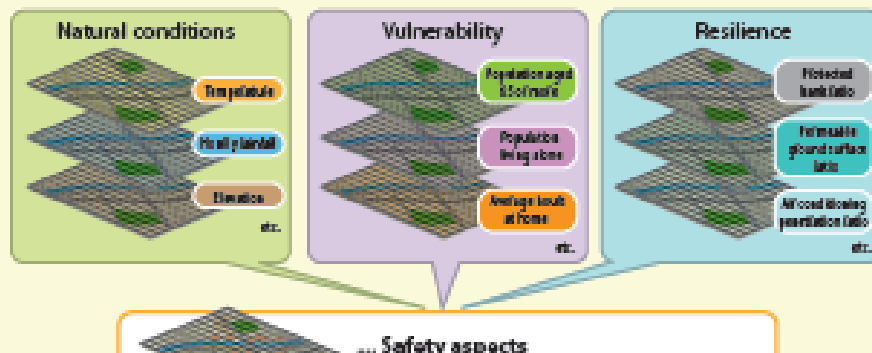 Natural conditions
Temperature
Hourly rainfall
Elevation
etc.
Vulnerability
Population aged
65 or more
Population
living alone
Average
at home
etc.
Resilience
Protected
bank ratio
Permeable
ground surface
ratio
Air conditioning
penetration ratio
etc.
... Safety aspects